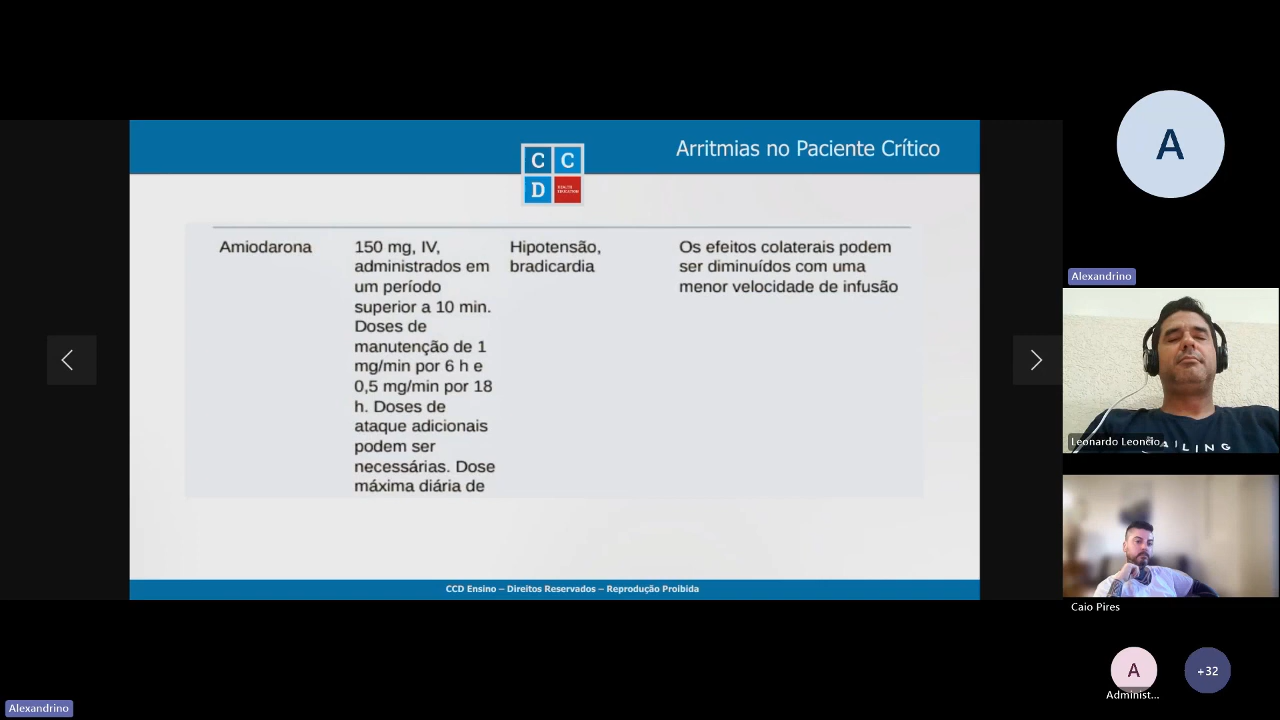 Arritmias no Paciente Crítico
C C
D HEALTH EDUCATION
Amiodarona
150 mg, IV,
administrados em
um período
superior a 10 min.
Doses de
manutenção de 1
mg/min por 6 h e
0,5 mg/min por 18
h. Doses de
ataque adicionais
podem ser
necessárias. Dose
máxima diária de
Hipotensão,
bradicardia
Os efeitos colaterais podem
ser diminuídos com uma
menor velocidade de infusão
CCD Ensino – Direitos Reservados – Reprodução Proibida
Alexandrino
A
Alexandrino
Leonardo Leoncio
AILING
Caio Pires
A
Administ...
+32